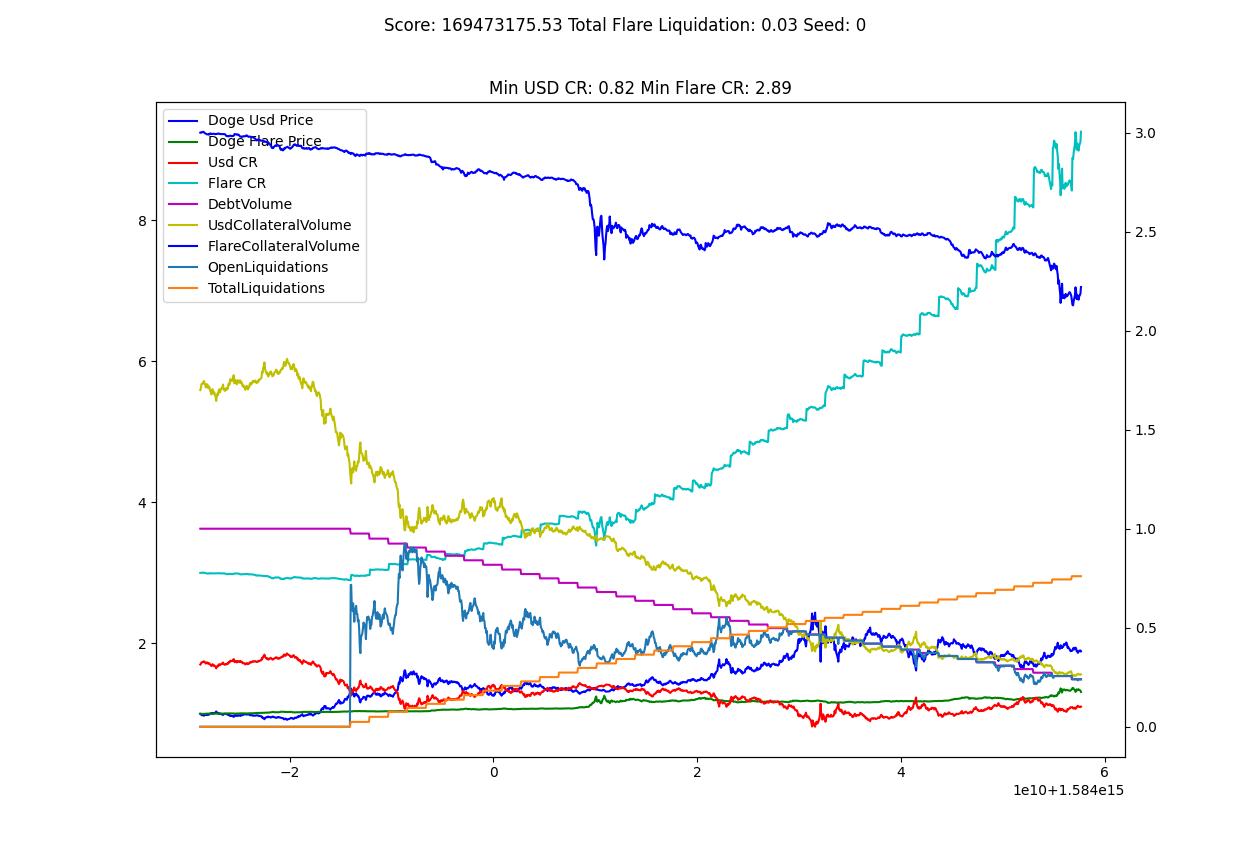 Score: 169473175.53 Total Flare Liquidation: 0.03 Seed: 0
Min USD CR: 0.82 Min Flare CR: 2.89
Doge Usd Price
Doge Flare Price
Usd CR
Flare CR
DebtVolume
UsdCollateralVolume
FlareCollateralVolume
OpenLiquidations
TotalLiquidations
8
6
4
2
3.0
2.5
2.0
1.5
1.0
0.5
0.0
−2 0 2 4 6
1e10+1.584e15